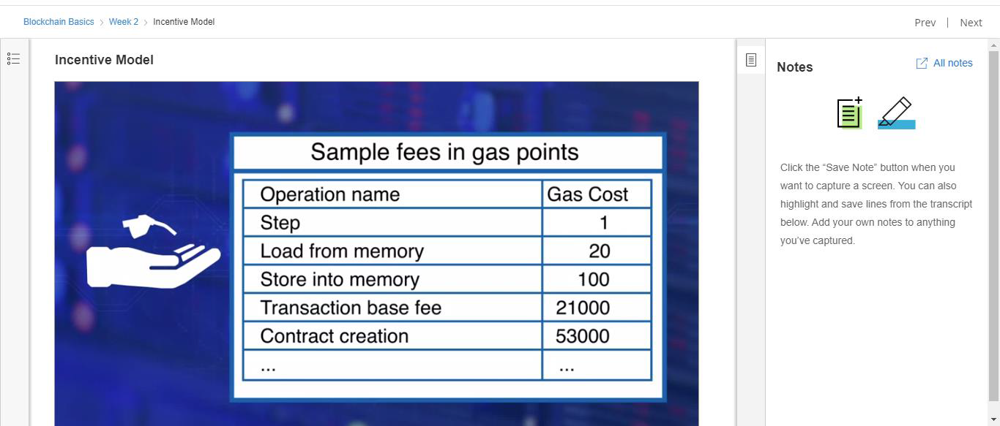 Blockchain Basics > Week 2 > Incentive Model
Prev | Next
Incentive Model
Sample fees in gas points
Operation name Gas Cost
Step 1
Load from memory 20
Store into memory 100
Transaction base fee 21000
Contract creation 53000
... ...
Notes
All notes
Click the “Save Note” button when you
want to capture a screen. You can also
highlight and save lines from the transcript
below. Add your own notes to anything
you’ve captured.